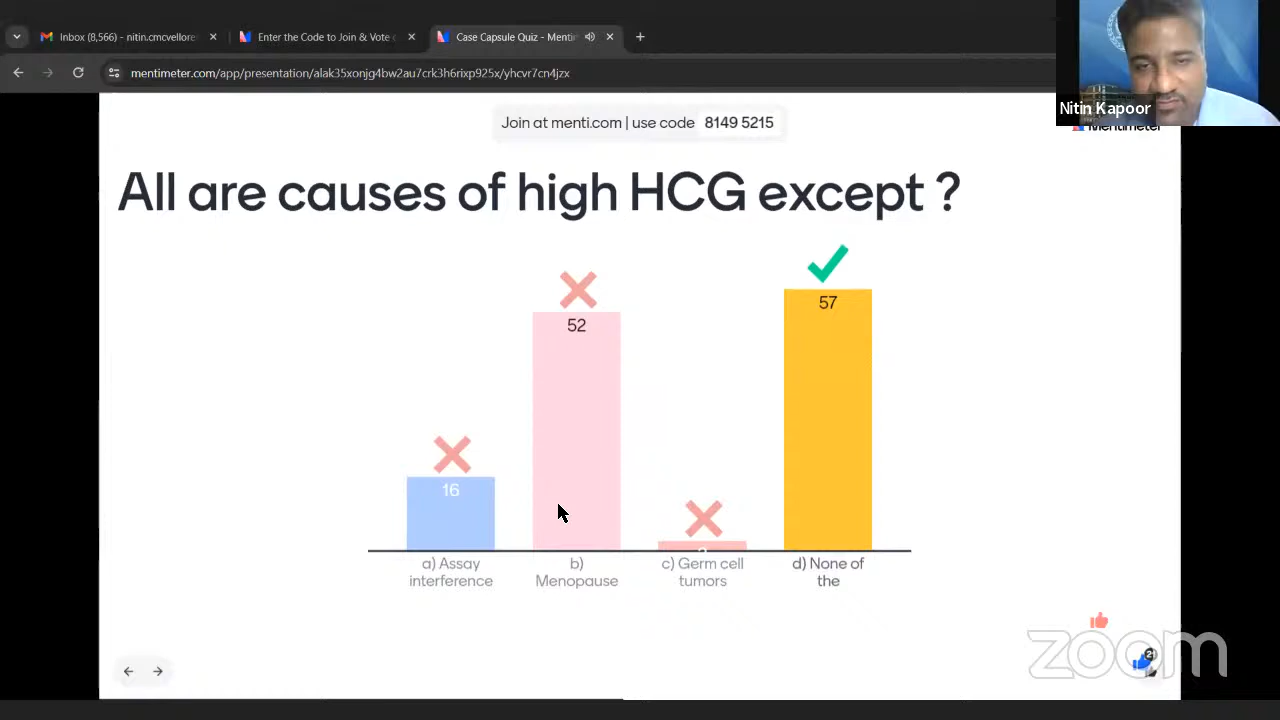 Inbox (8,566) - nitin.cmcvellore
Enter the Code to Join & Vote
Case Capsule Quiz - Menti
mentimeter.com/app/presentation/alak35xonjg4bw2au7crk3h6rixp925x/yhcvr7cn4jzx
Nitin Kapoor
Mentimeter
Join at menti.com | use code 8149 5215
All are causes of high HCG except ?
16
52
57
a) Assay
interference
b)
Menopause
c) Germ cell
tumors
d) None of
the
zoom
21